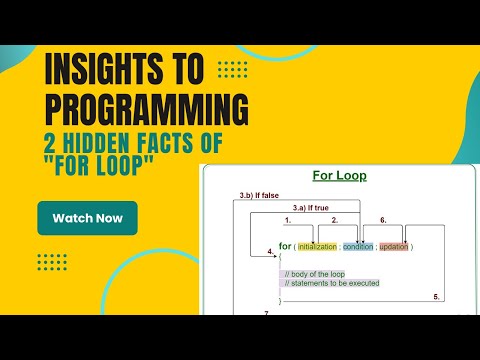 INSIGHTS TO
PROGRAMMING
2 HIDDEN FACTS OF
"FOR LOOP"
Watch Now
For Loop
3.b) If false
3.a) If true
1. 2. 6.
for ( initialization ; condition ; updation )
4.
{
// body of the loop
// statements to be executed
}
5.
7.